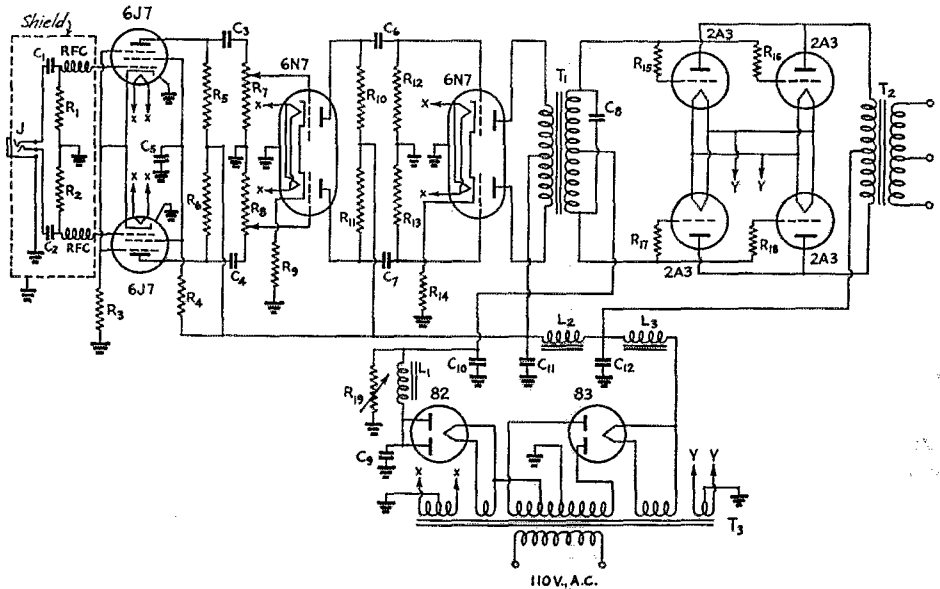 Shield
6J7
C1
RFC
R1
J
R2
C2
RFC
X X
C5
X X
6J7
R3
R4
C3
R5
R7
R6
R8
C4
6N7
X
X
R9
C6
R10
R12
R11
R13
C7
6N7
X
X
R14
T1
C8
2A3
2A3
R15
R16
Y Y
R17
R18
2A3
2A3
T2
L2
L3
C10
C11
C12
R19
L1
82
83
C9
X X
Y Y
T3
110V., A.C.